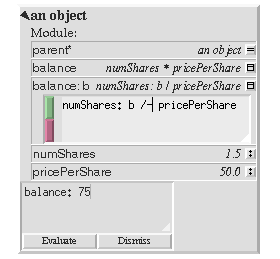 an object
Module:
parent* an object =
balance numShares * pricePerShare
balance: b numShares: b / pricePerShare
numShares: b / pricePerShare
numShares 1.5 :
pricePerShare 50.0 :
balance: 75
Evaluate Dismiss